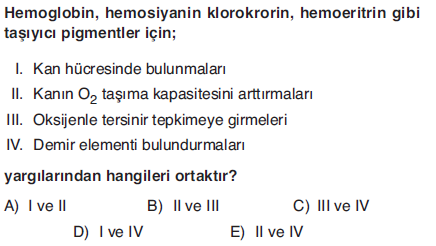 Hemoglobin, hemosiyanin klorokrorin, hemoeritrin gibi
taşıyıcı pigmentler için;
I. Kan hücresinde bulunmaları
II. Kanın O₂ taşıma kapasitesini arttırmaları
III. Oksijenle tersinir tepkimeye girmeleri
IV. Demir elementi bulundurmaları
yargılarından hangileri ortaktır?
A) I ve II B) II ve III C) III ve IV
D) I ve IV E) II ve IV